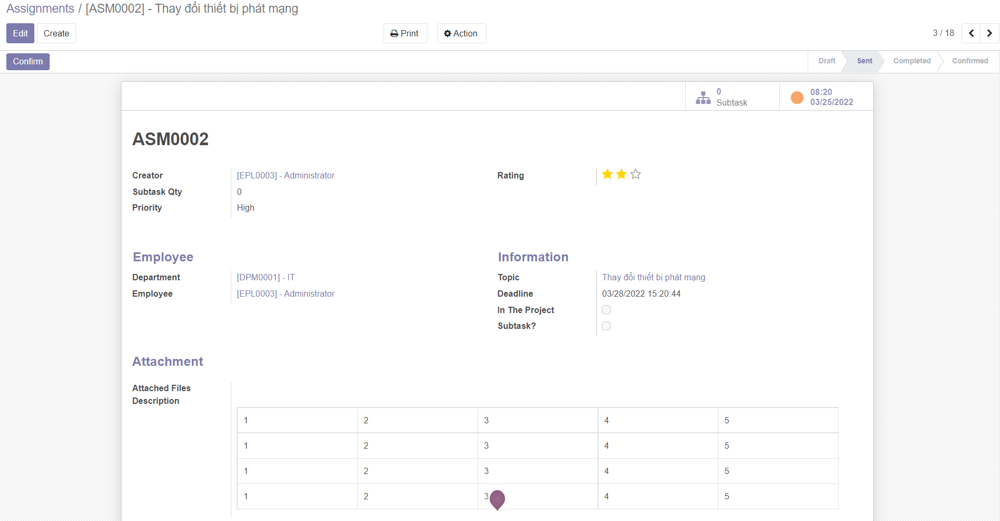 Assignments / [ASM0002] - Thay đổi thiết bị phát mạng
Edit Create Print Action 3 / 18
Confirm Draft Sent Completed Confirmed
0 Subtask
08:20 03/25/2022
ASM0002
Creator [EPL0003] - Administrator
Subtask Qty 0
Priority High
Rating
Employee
Department [DPM0001] - IT
Employee [EPL0003] - Administrator
Information
Topic Thay đổi thiết bị phát mạng
Deadline 03/28/2022 15:20:44
In The Project
Subtask?
Attachment
Attached Files
Description
1 2 3 4 5
1 2 3 4 5
1 2 3 4 5
1 2 3 4 5